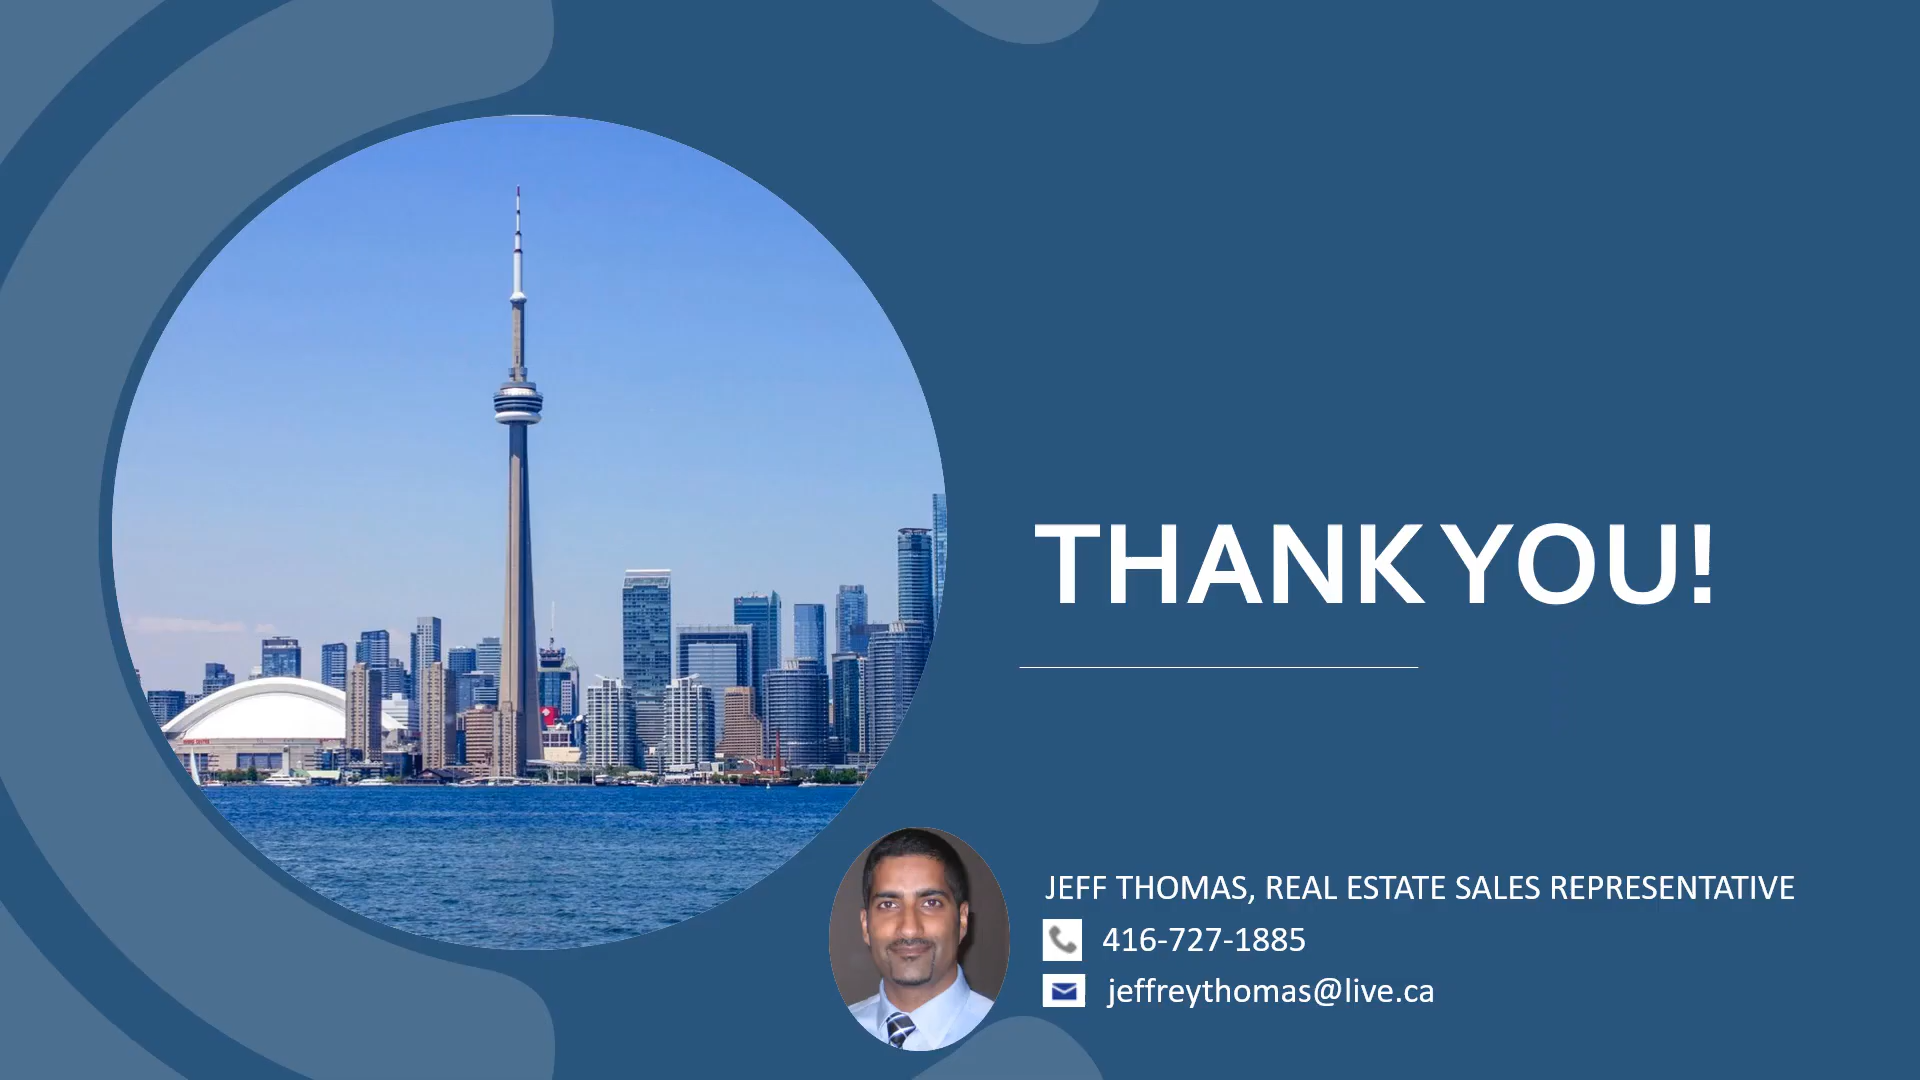 THANK YOU!
JEFF THOMAS, REAL ESTATE SALES REPRESENTATIVE
416-727-1885
jeffreythomas@live.ca